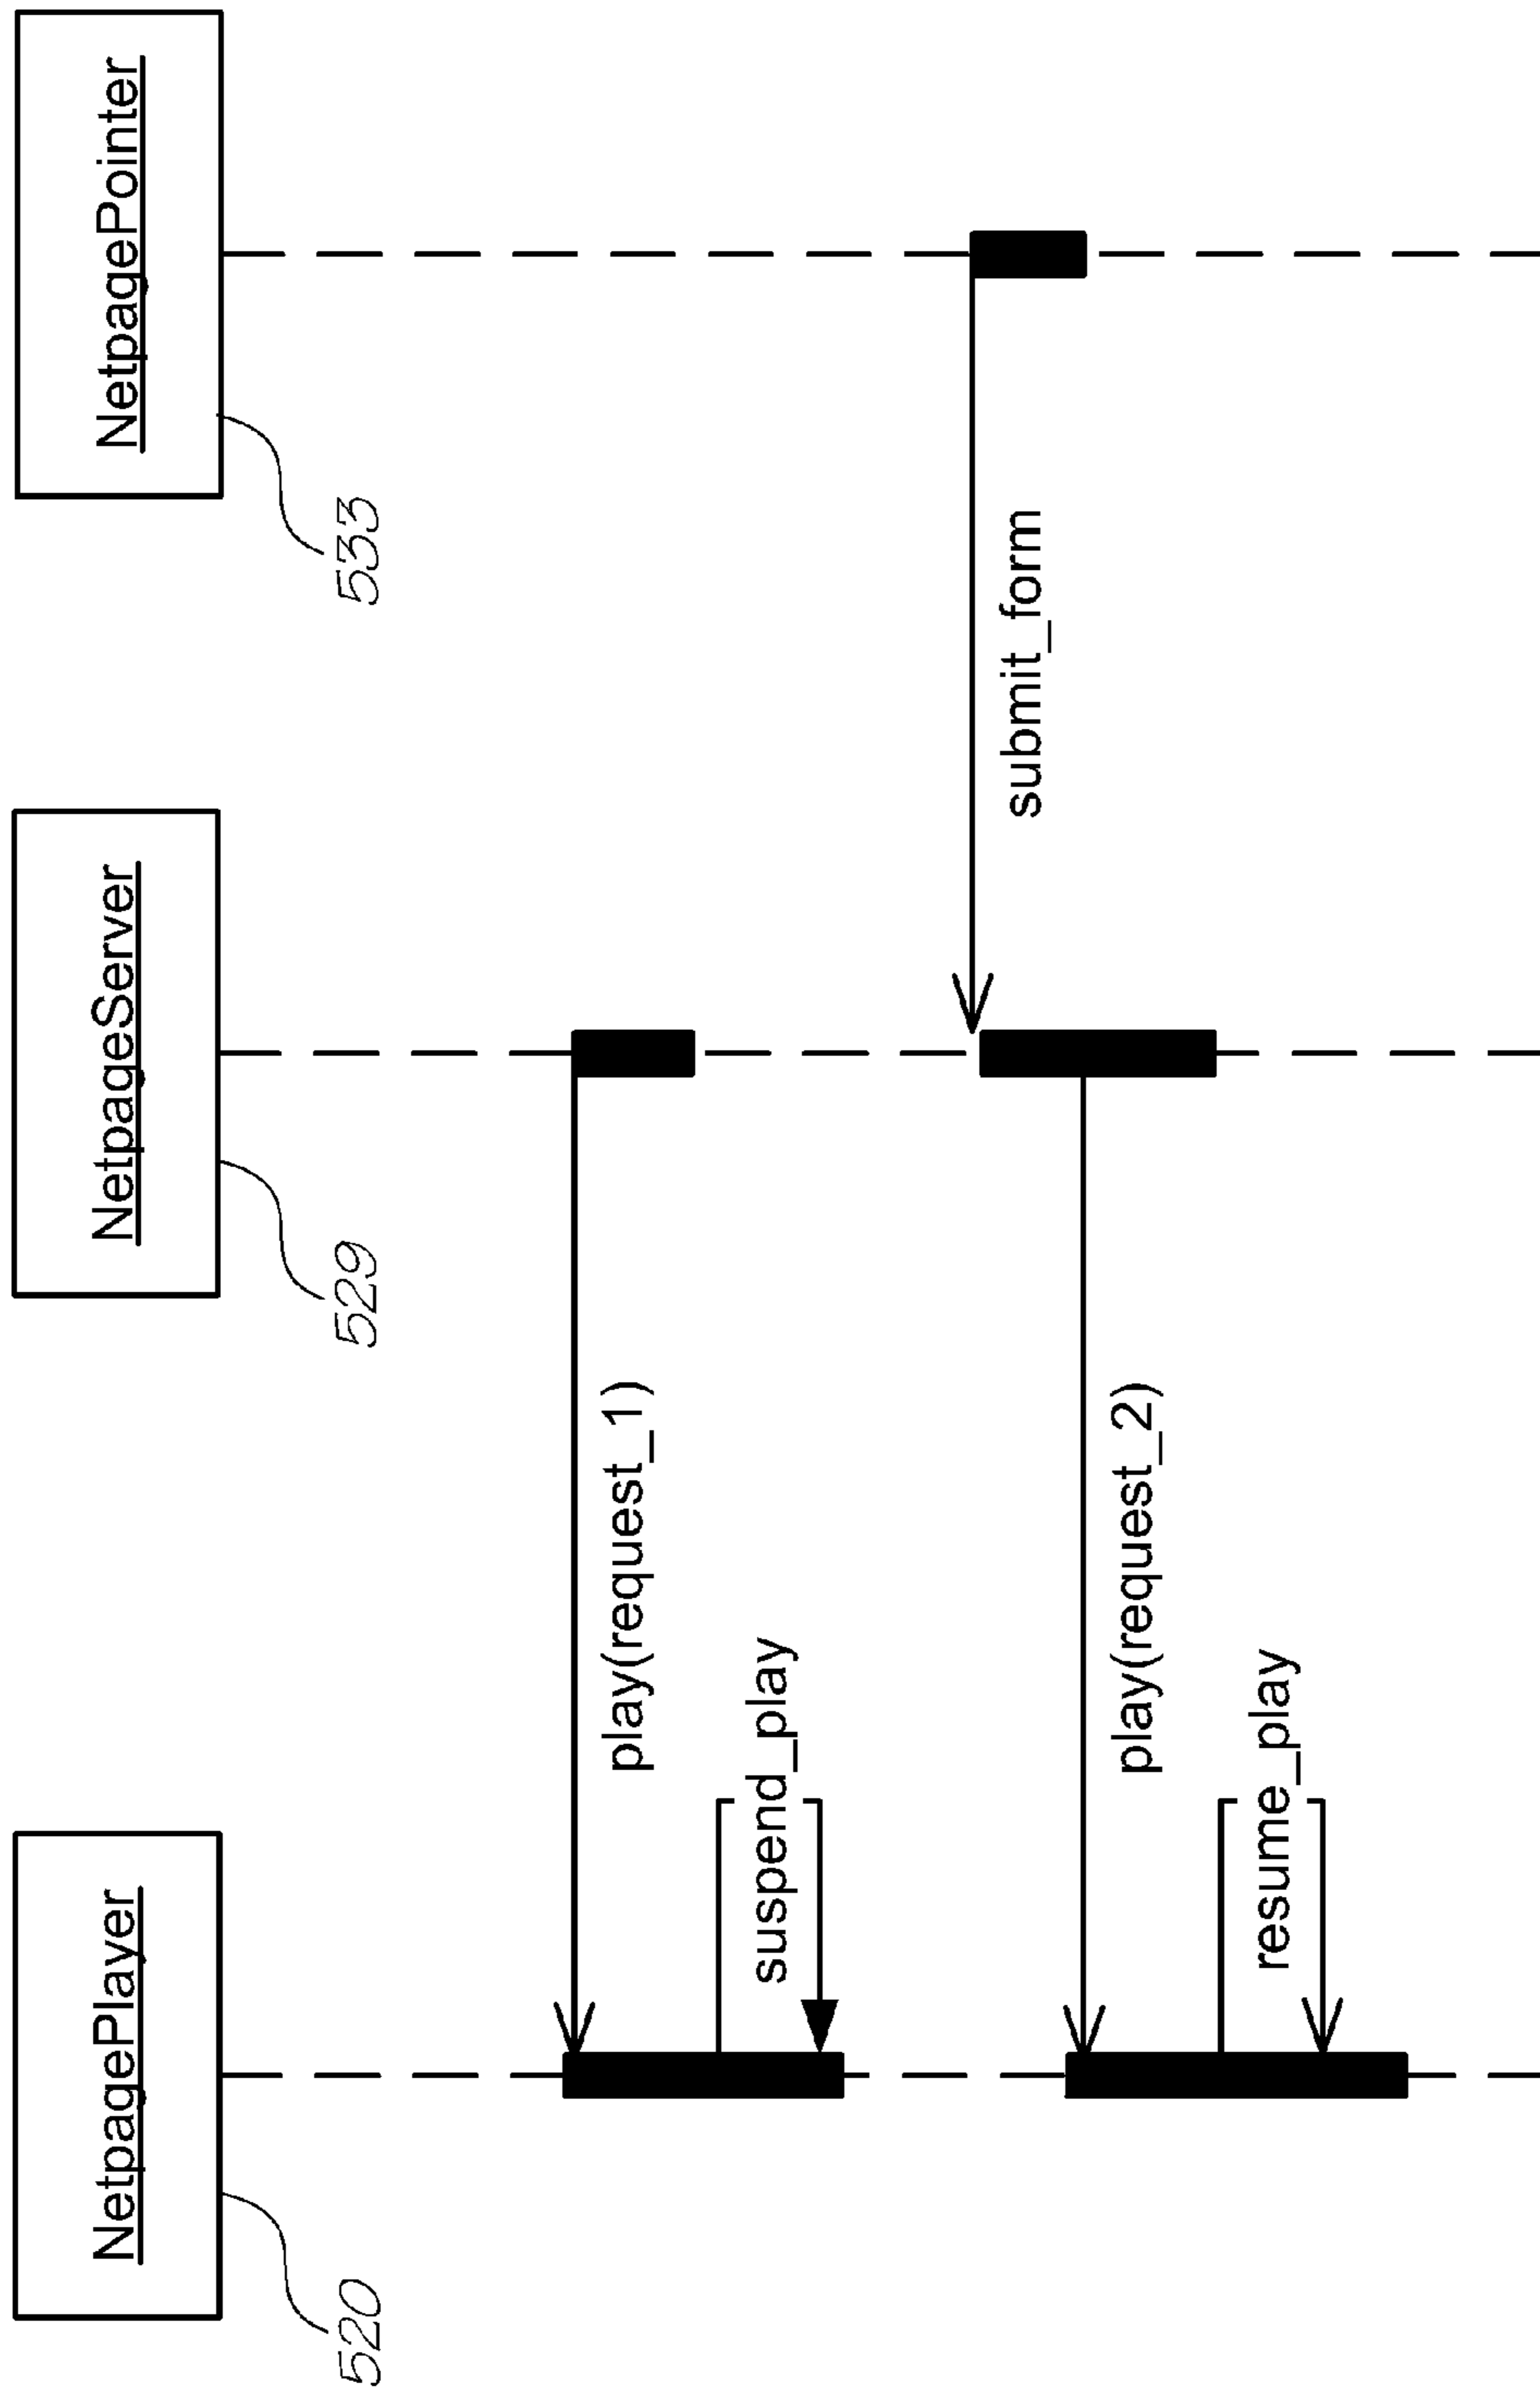 NetpagePlayer
NetpageServer
NetpagePointer
520
529
533
play(request_1)
suspend_play
submit_form
play(request_2)
resume_play